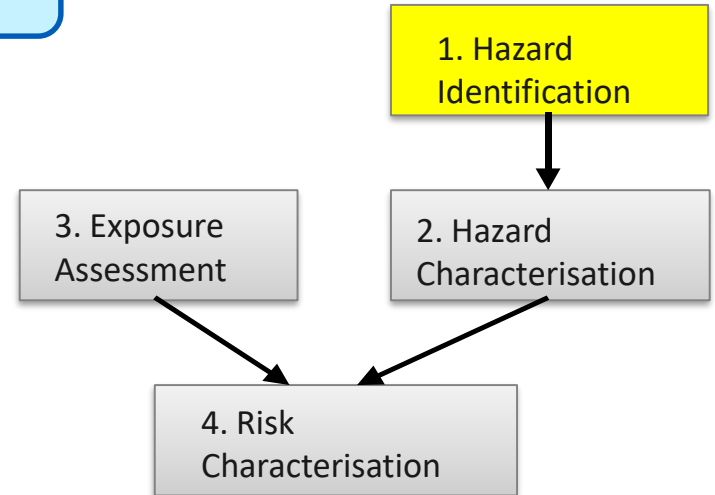 1. Hazard
Identification
3. Exposure
Assessment
2. Hazard
Characterisation
4. Risk
Characterisation